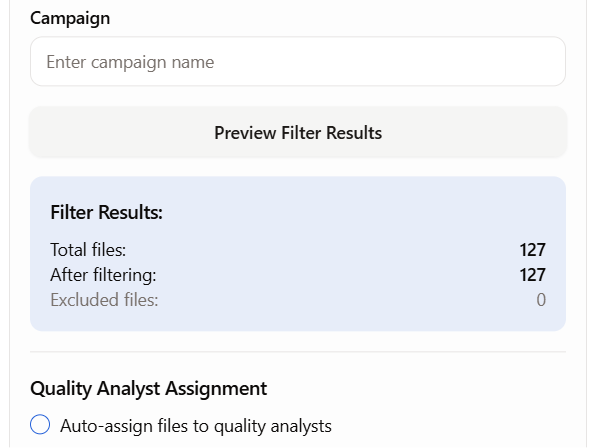 Campaign
Enter campaign name
Preview Filter Results
Filter Results:
Total files: 127
After filtering: 127
Excluded files: 0
Quality Analyst Assignment
Auto-assign files to quality analysts